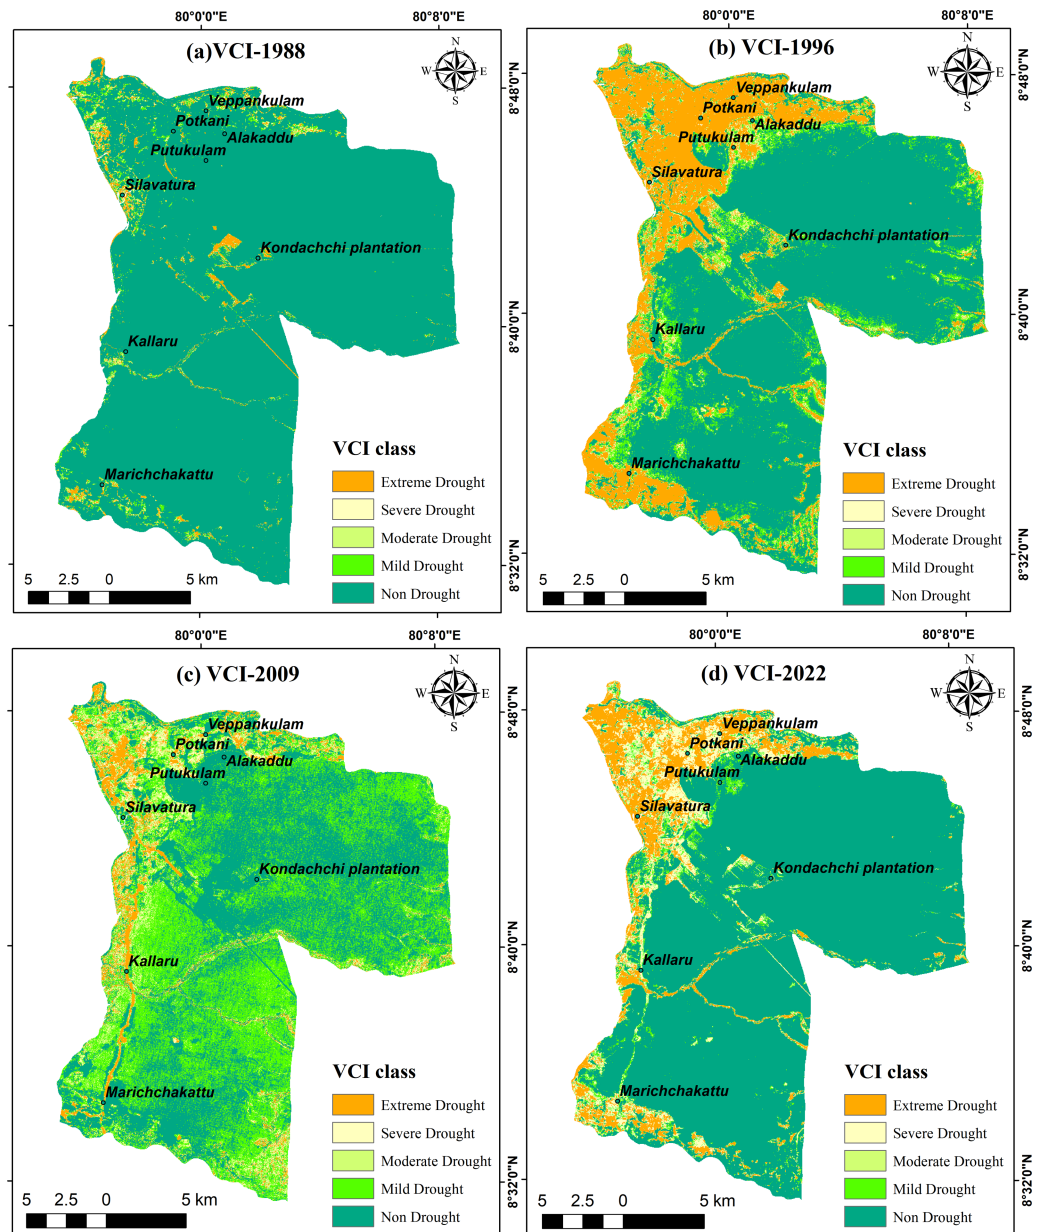 80°0'0"E 80°8'0"E
(a)VCI-1988
N
W E
S
8°48'0"N
8°40'0"N
8°32'0"N
Veppankulam
Potkani
Alakaddu
Putukulam
Silavatura
Kondachchi plantation
Kallaru
Marichchakattu
VCI class
Extreme Drought
Severe Drought
Moderate Drought
Mild Drought
Non Drought
5 2.5 0 5 km
80°0'0"E 80°8'0"E
(b) VCI-1996
N
W E
S
8°48'0"N
8°40'0"N
8°32'0"N
Veppankulam
Potkani
Alakaddu
Putukulam
Silavatura
Kondachchi plantation
Kallaru
Marichchakattu
VCI class
Extreme Drought
Severe Drought
Moderate Drought
Mild Drought
Non Drought
5 2.5 0 5 km
80°0'0"E 80°8'0"E
(c) VCI-2009
N
W E
S
8°48'0"N
8°40'0"N
8°32'0"N
Veppankulam
Potkani
Alakaddu
Putukulam
Silavatura
Kondachchi plantation
Kallaru
Marichchakattu
VCI class
Extreme Drought
Severe Drought
Moderate Drought
Mild Drought
Non Drought
5 2.5 0 5 km
80°0'0"E 80°8'0"E
(d) VCI-2022
N
W E
S
8°48'0"N
8°40'0"N
8°32'0"N
Veppankulam
Potkani
Alakaddu
Putukulam
Silavatura
Kondachchi plantation
Kallaru
Marichchakattu
VCI class
Extreme Drought
Severe Drought
Moderate Drought
Mild Drought
Non Drought
5 2.5 0 5 km